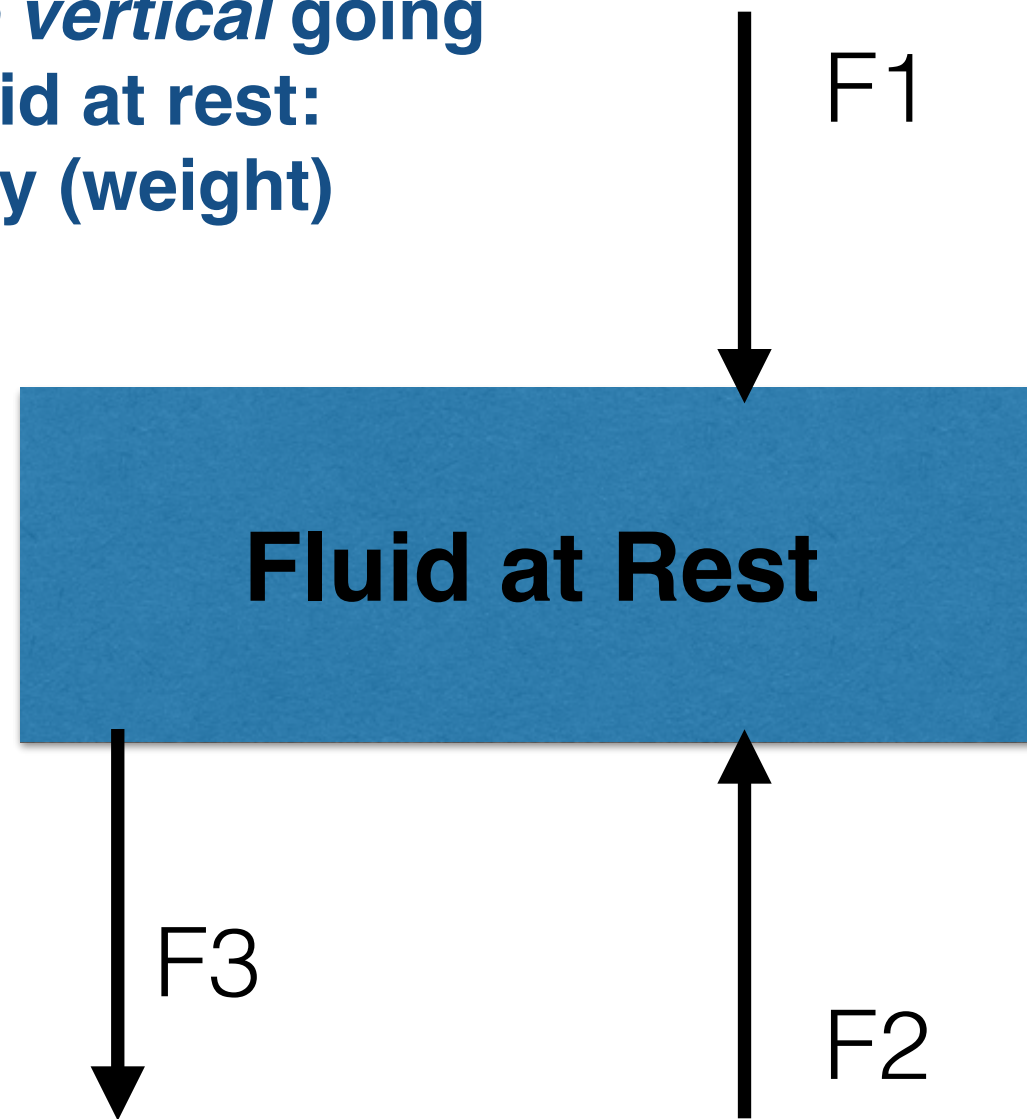 vertical going
id at rest:
y (weight)
F1
Fluid at Rest
F3
F2